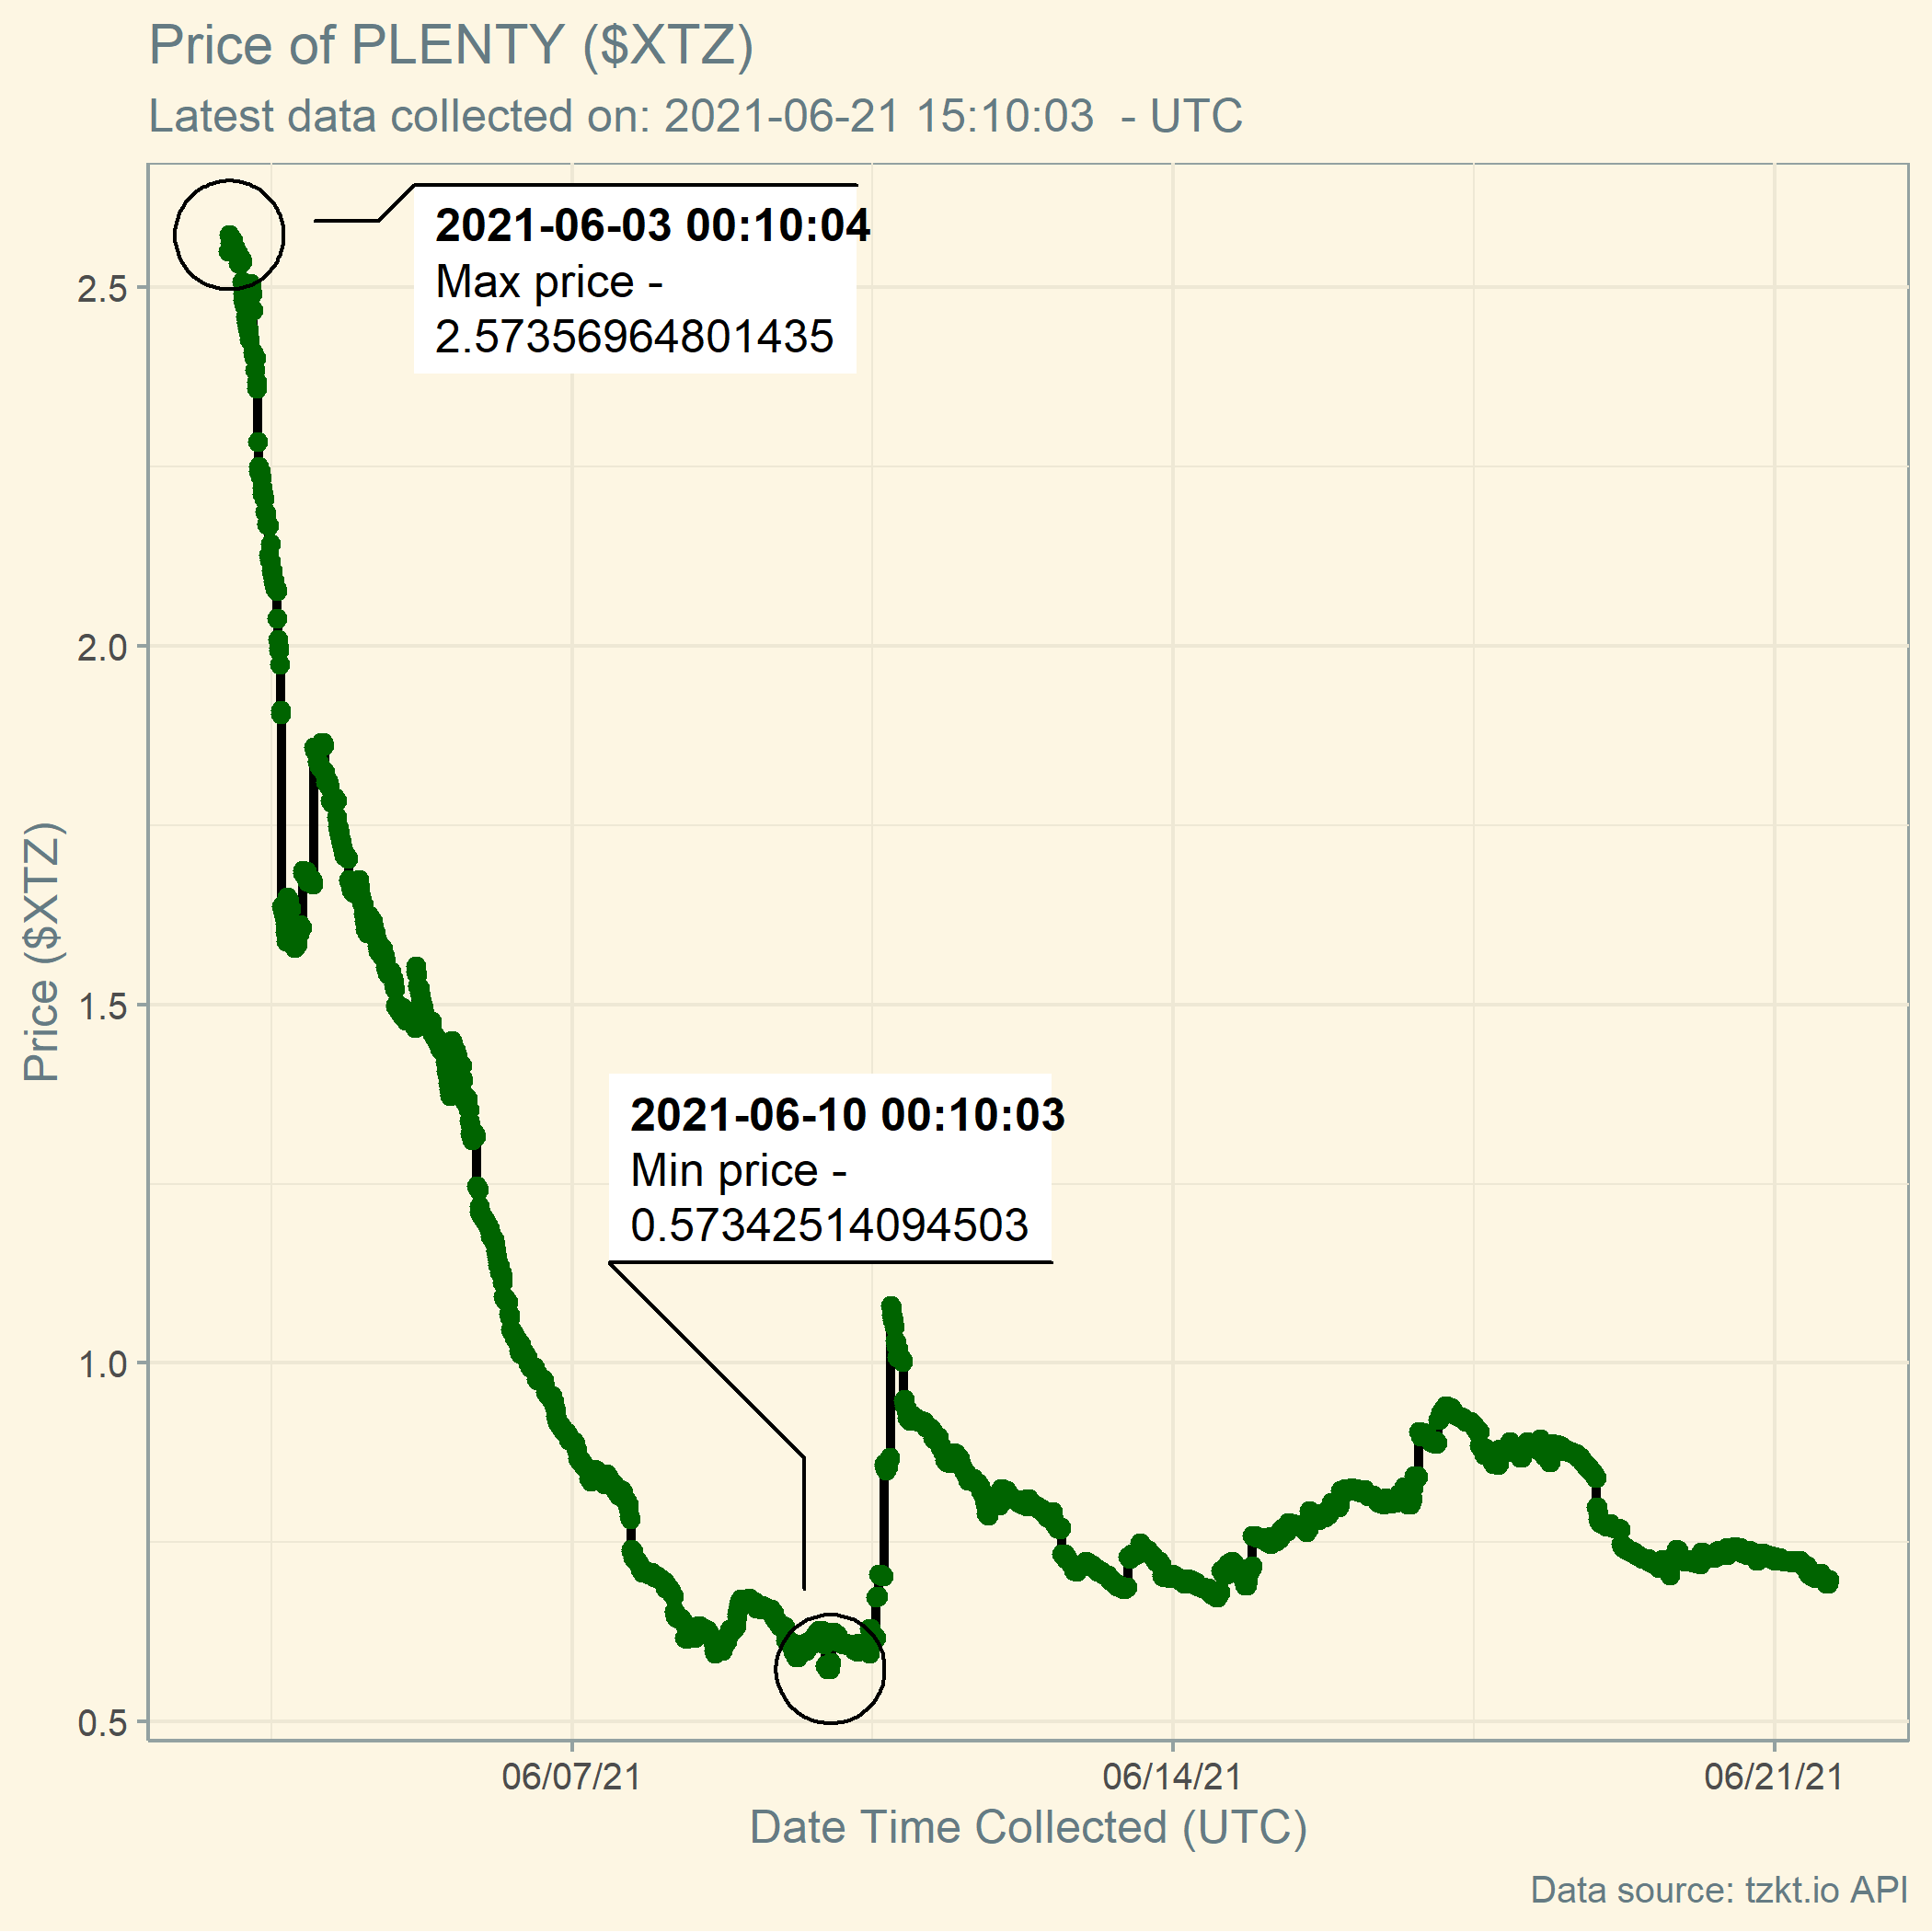 Price of PLENTY ($XTZ)
Latest data collected on: 2021-06-21 15:10:03  - UTC
2021-06-03 00:10:04
Max price -
2.57356964801435
2.5
2.0
Price ($XTZ)
1.5
2021-06-10 00:10:03
Min price -
0.57342514094503
1.0
0.5
06/07/21 06/14/21 06/21/21
Date Time Collected (UTC)
Data source: tzkt.io API